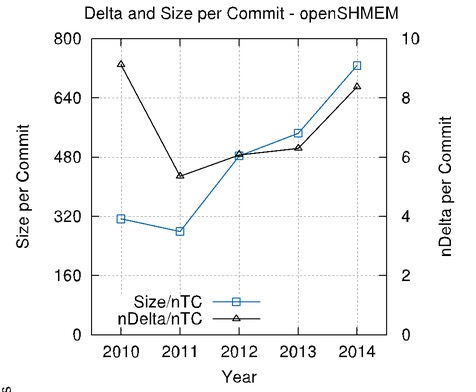 Delta and Size per Commit - openSHMEM
800
640
480
320
160
0
Size per Commit
10
8
6
4
2
0
nDelta per Commit
Size/nTC
nDelta/nTC
2010 2011 2012 2013 2014
Year
s